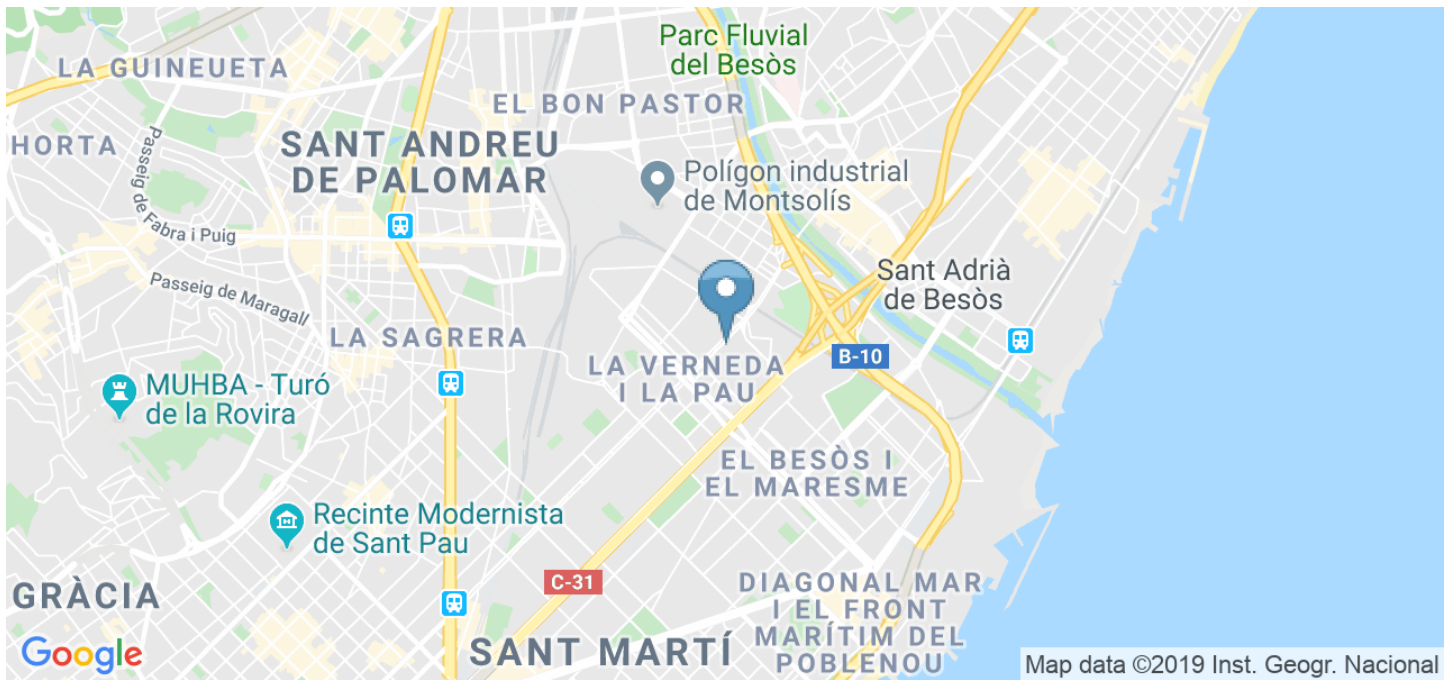 Parc Fluvial
del Besòs
LA GUINEUETA
EL BON PASTOR
HORTA
Passeig de Fabra i Puig
SANT ANDREU
DE PALOMAR
Polígon industrial
de Montsolís
Passeig de Maragall
Sant Adrià
de Besòs
LA SAGRERA
B-10
LA VERNEDA
I LA PAU
MUHBA - Turó
de la Rovira
EL BESÒS I
EL MARESME
Recinte Modernista
de Sant Pau
C-31
GRÀCIA
DIAGONAL MAR
I EL FRONT
MARÍTIM DEL
POBLENOU
SANT MARTÍ
Google
Map data ©2019 Inst. Geogr. Nacional